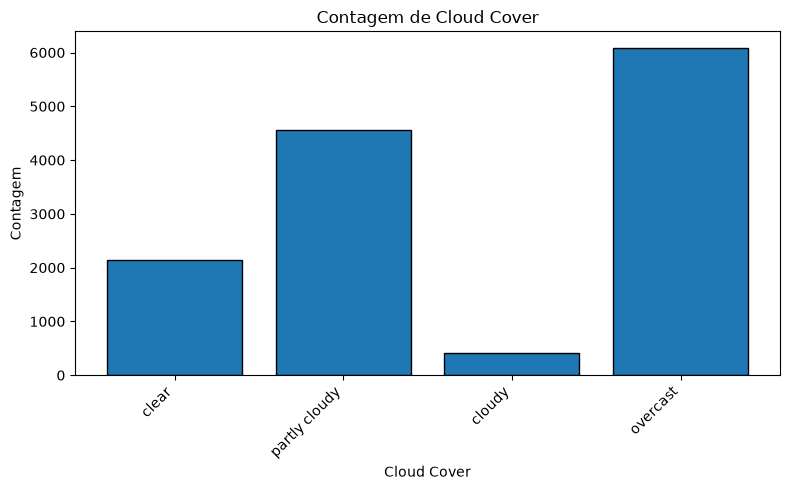 Contagem de Cloud Cover
Contagem
6000
5000
4000
3000
2000
1000
0
clear
partly cloudy
cloudy
overcast
Cloud Cover